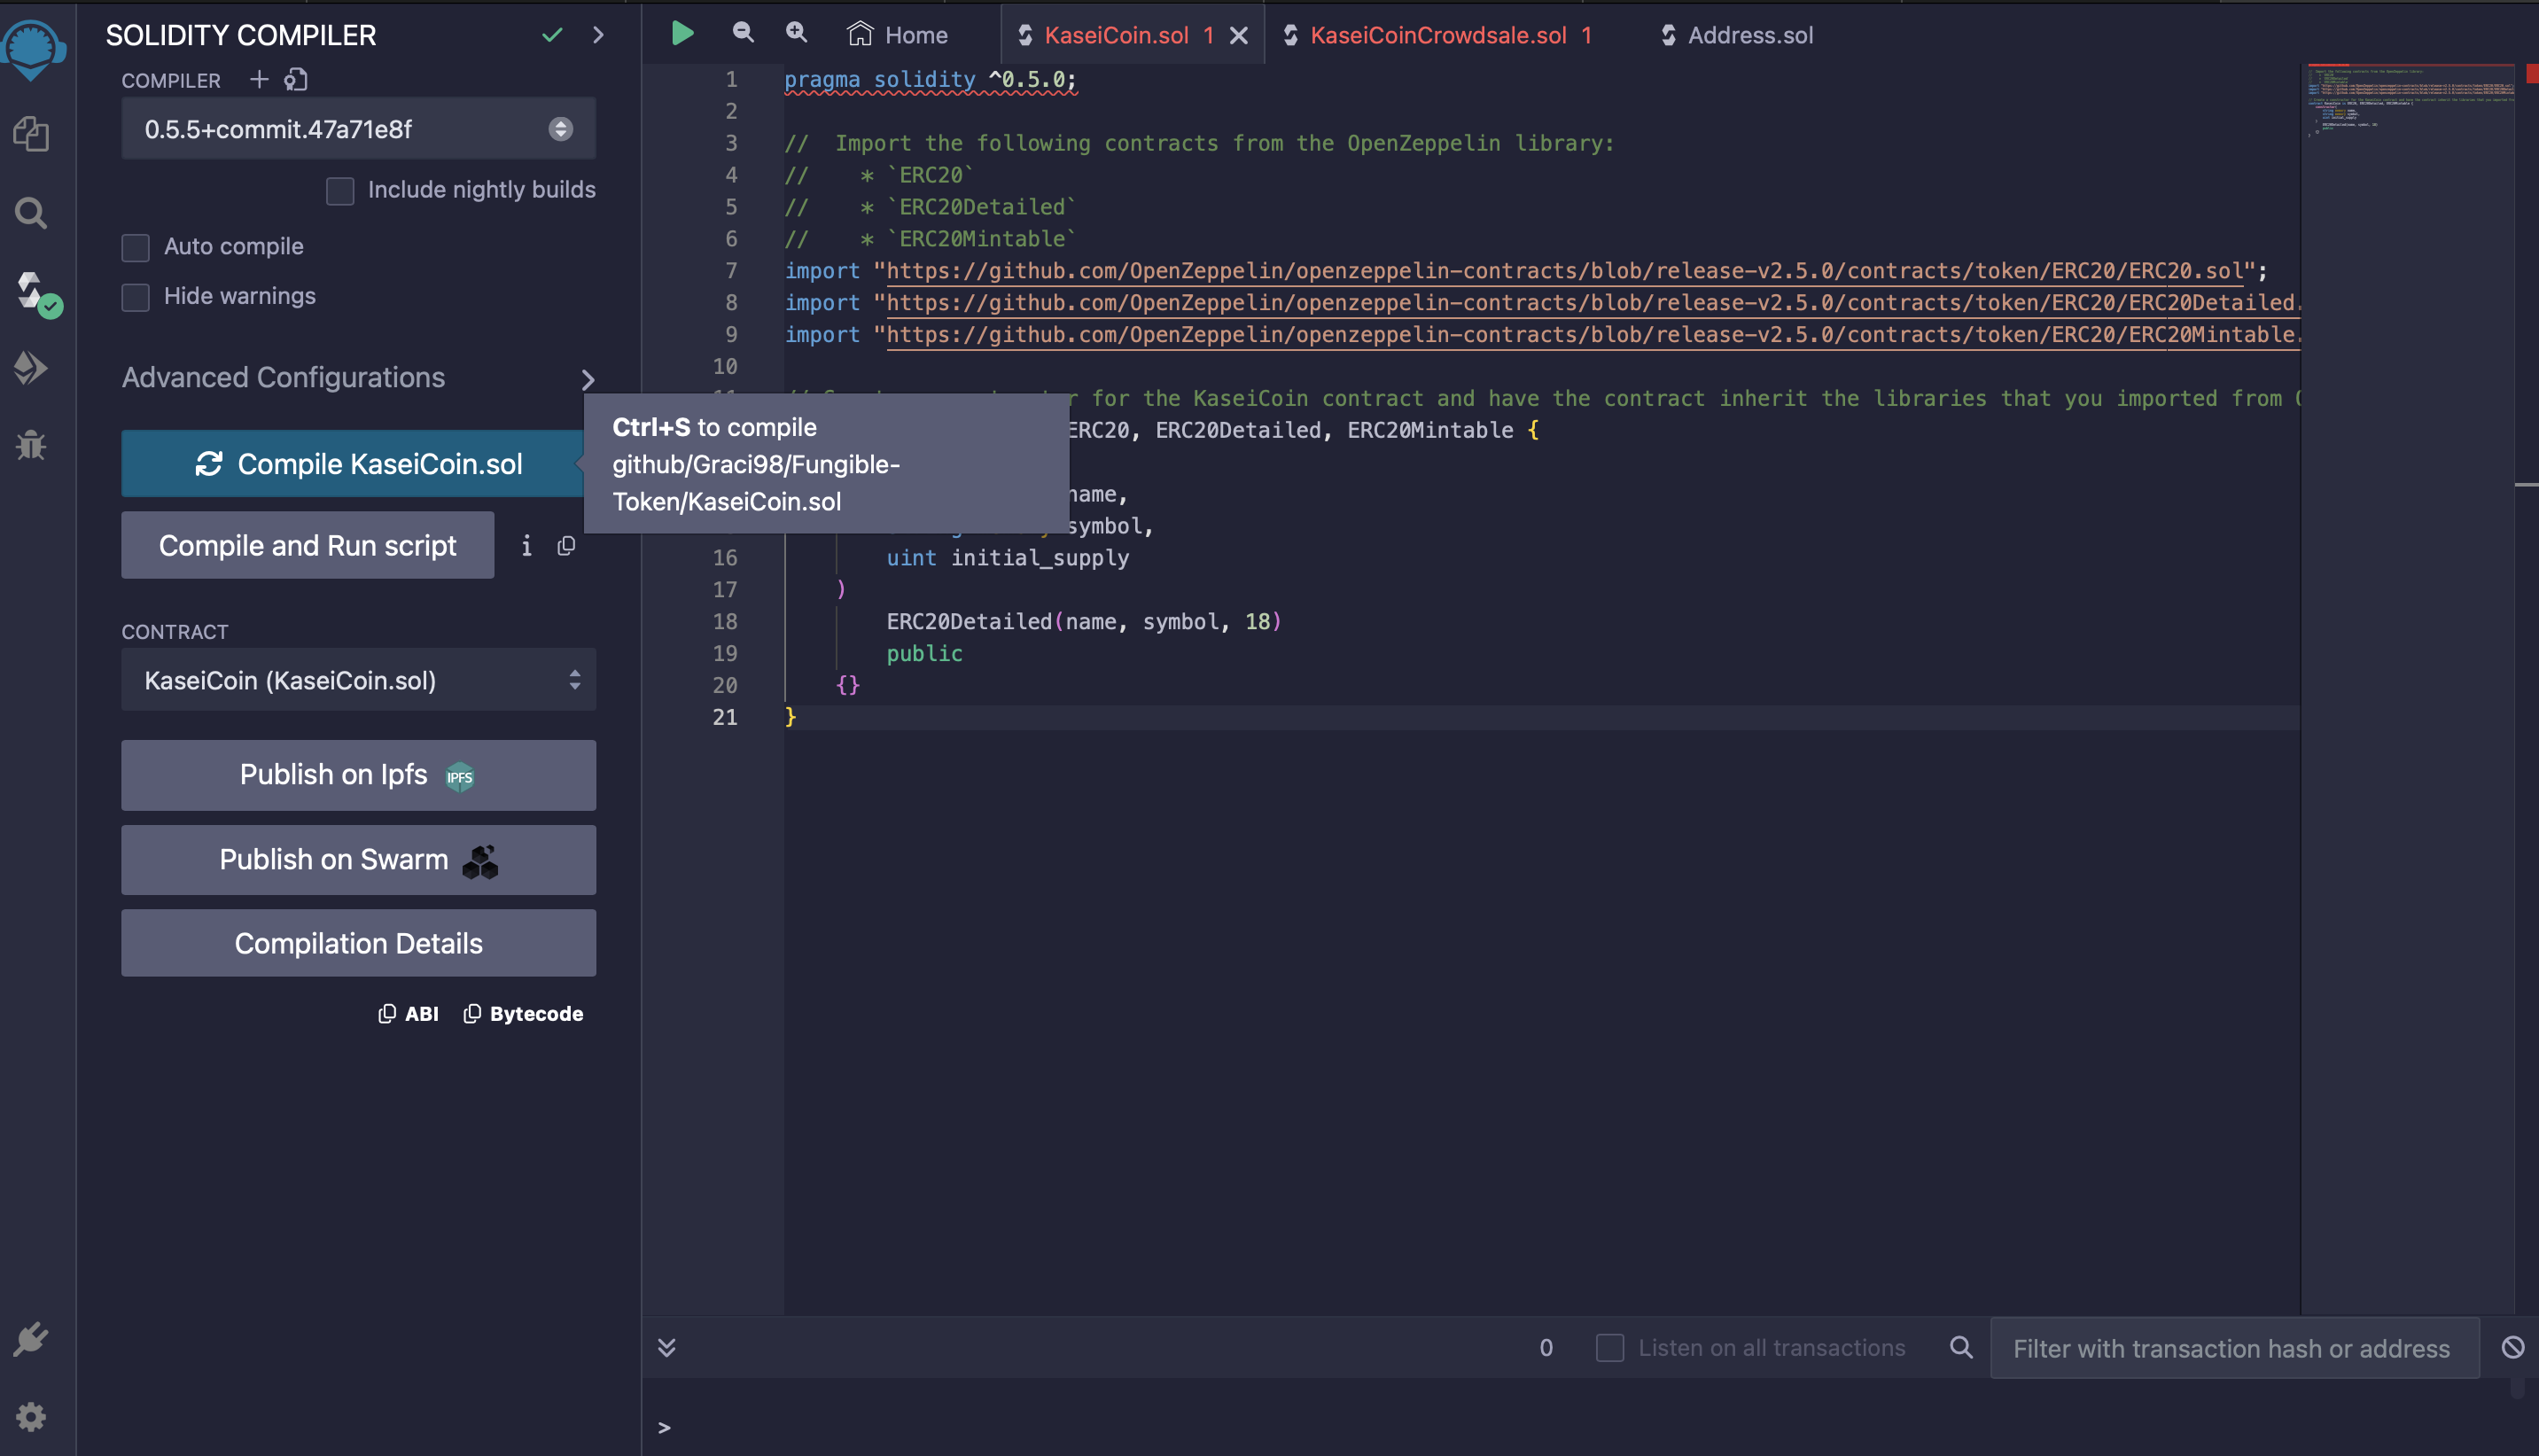 SOLIDITY COMPILER
COMPILER
0.5.5+commit.47a71e8f
Include nightly builds
Auto compile
Hide warnings
Advanced Configurations
Compile KaseiCoin.sol
Ctrl+S to compile
github/Graci98/Fungible-
Token/KaseiCoin.sol
Compile and Run script
i
CONTRACT
KaseiCoin (KaseiCoin.sol)
Publish on Ipfs IPFS
Publish on Swarm
Compilation Details
ABI Bytecode
Home KaseiCoin.sol 1 KaseiCoinCrowdsale.sol 1 Address.sol
1 pragma solidity ^0.5.0;
2
3 //  Import the following contracts from the OpenZeppelin library:
4 //    * `ERC20`
5 //    * `ERC20Detailed`
6 //    * `ERC20Mintable`
7 import "https://github.com/OpenZeppelin/openzeppelin-contracts/blob/release-v2.5.0/contracts/token/ERC20/ERC20.sol";
8 import "https://github.com/OpenZeppelin/openzeppelin-contracts/blob/release-v2.5.0/contracts/token/ERC20/ERC20Detailed.
9 import "https://github.com/OpenZeppelin/openzeppelin-contracts/blob/release-v2.5.0/contracts/token/ERC20/ERC20Mintable.
10
for the KaseiCoin contract and have the contract inherit the libraries that you imported from
ERC20, ERC20Detailed, ERC20Mintable {
name,
symbol,
16 uint initial_supply
17 )
18 ERC20Detailed(name, symbol, 18)
19 public
20 {}
21 }
0 Listen on all transactions Filter with transaction hash or address
>